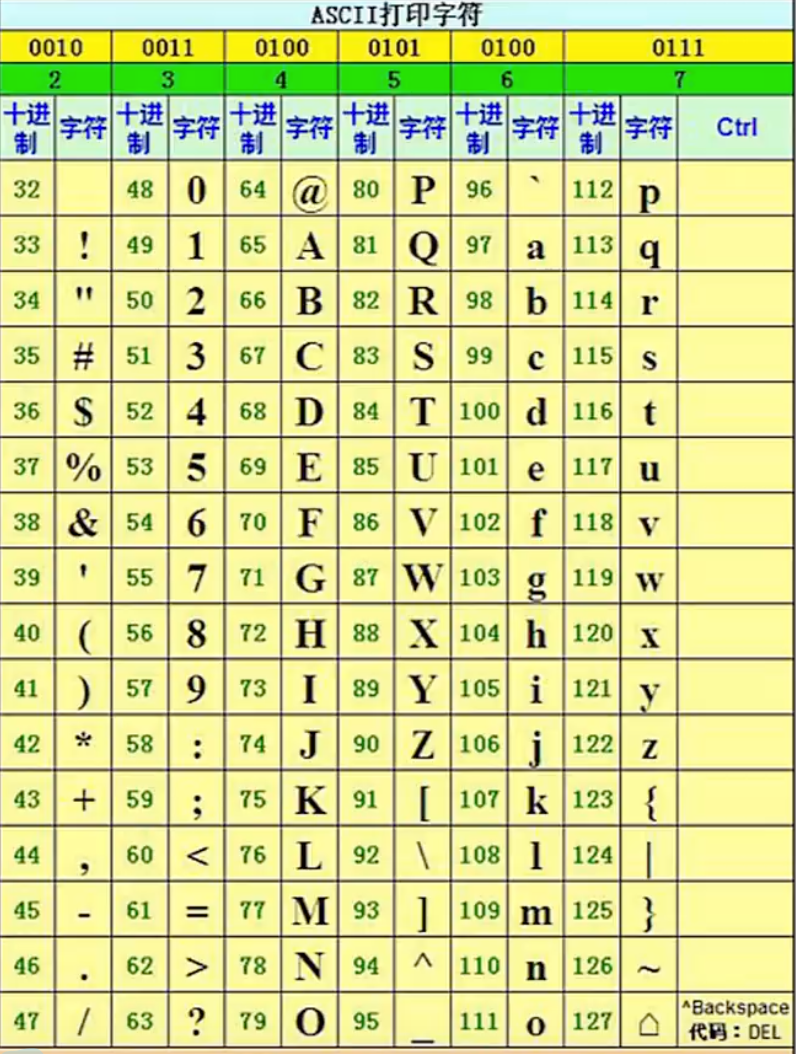 ASCII打印字符
0010 0011 0100 0101 0100 0111
2 3 4 5 6 7
十进制 字符 十进制 字符 十进制 字符 十进制 字符 十进制 字符 十进制 字符 Ctrl
32 48 0 64 @ 80 P 96 ` 112 p
33 ! 49 1 65 A 81 Q 97 a 113 q
34 " 50 2 66 B 82 R 98 b 114 r
35 # 51 3 67 C 83 S 99 c 115 s
36 $ 52 4 68 D 84 T 100 d 116 t
37 % 53 5 69 E 85 U 101 e 117 u
38 & 54 6 70 F 86 V 102 f 118 v
39 ' 55 7 71 G 87 W 103 g 119 w
40 ( 56 8 72 H 88 X 104 h 120 x
41 ) 57 9 73 I 89 Y 105 i 121 y
42 * 58 : 74 J 90 Z 106 j 122 z
43 + 59 ; 75 K 91 [ 107 k 123 {
44 , 60 < 76 L 92 \ 108 l 124 |
45 - 61 = 77 M 93 ] 109 m 125 }
46 . 62 > 78 N 94 ^ 110 n 126 ~
47 / 63 ? 79 O 95 _ 111 o 127 ⌂ ^Backspace
代码：DEL